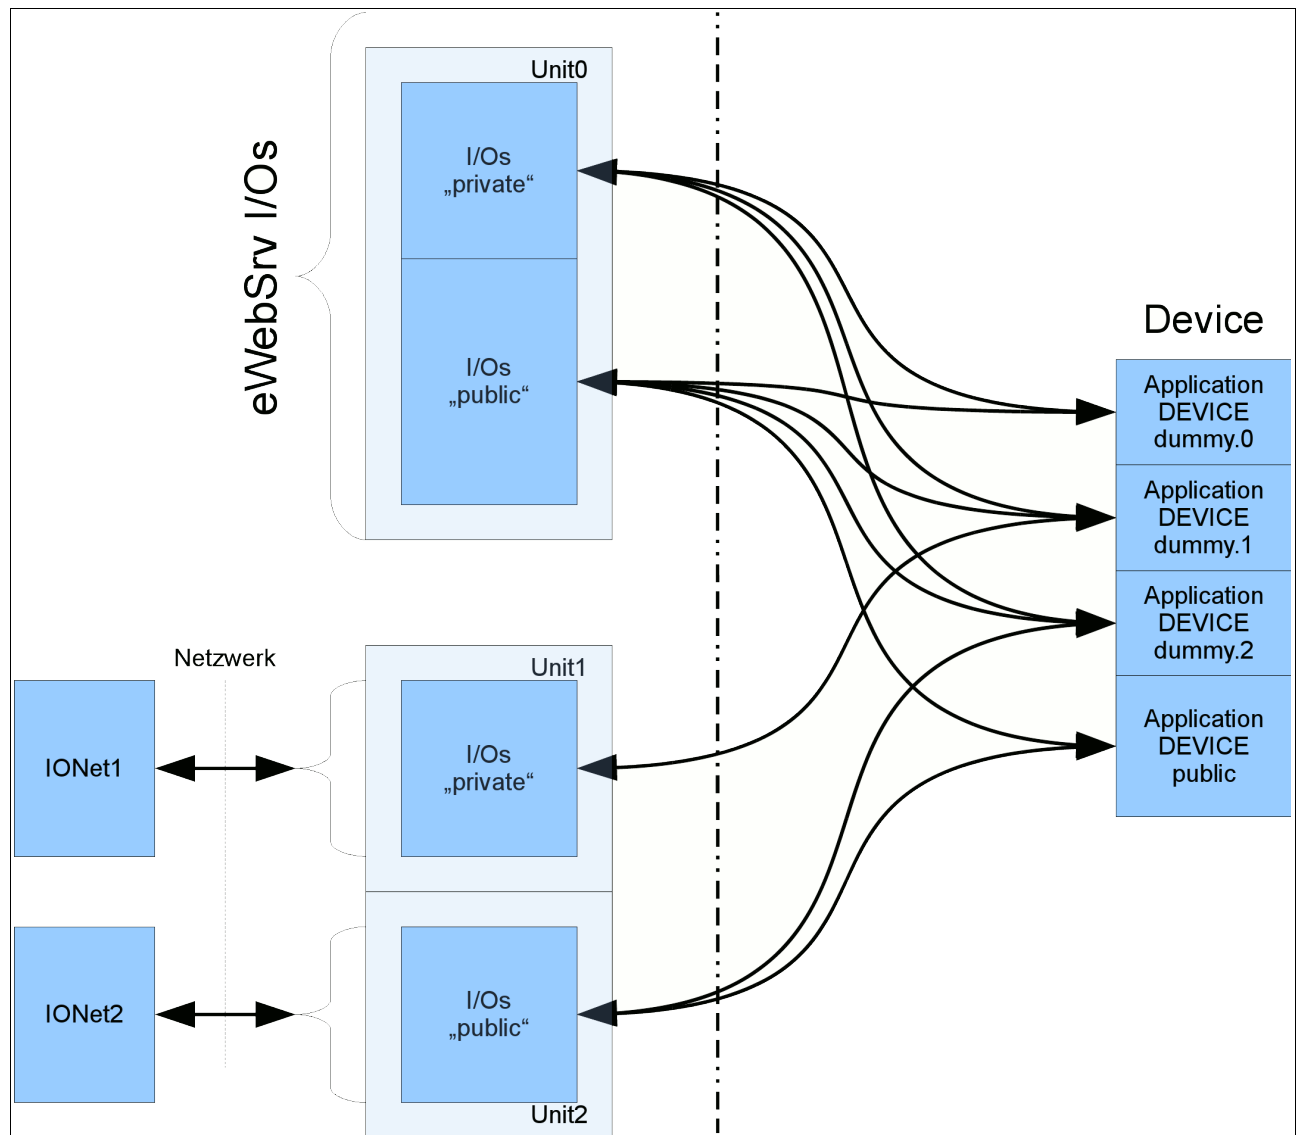 eWebSrv I/Os
Unit0
I/Os
„private“
I/Os
„public“
Device
Application
DEVICE
dummy.0
Application
DEVICE
dummy.1
Application
DEVICE
dummy.2
Application
DEVICE
public
Netzwerk
Unit1
IONet1
I/Os
„private“
IONet2
I/Os
„public“
Unit2